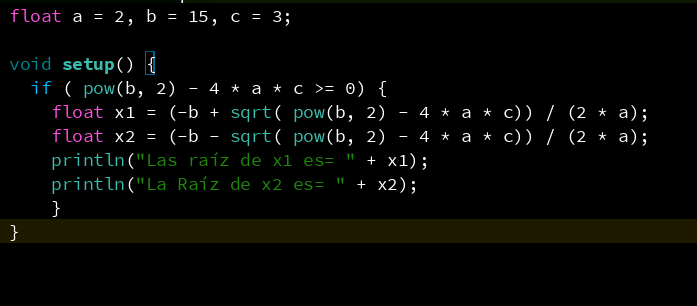 float a = 2, b = 15, c = 3;
void setup() {
  if ( pow(b, 2) - 4 * a * c >= 0) {
    float x1 = (-b + sqrt( pow(b, 2) - 4 * a * c)) / (2 * a);
    float x2 = (-b - sqrt( pow(b, 2) - 4 * a * c)) / (2 * a);
    println("Las raíz de x1 es= " + x1);
    println("La Raíz de x2 es= " + x2);
    }
}